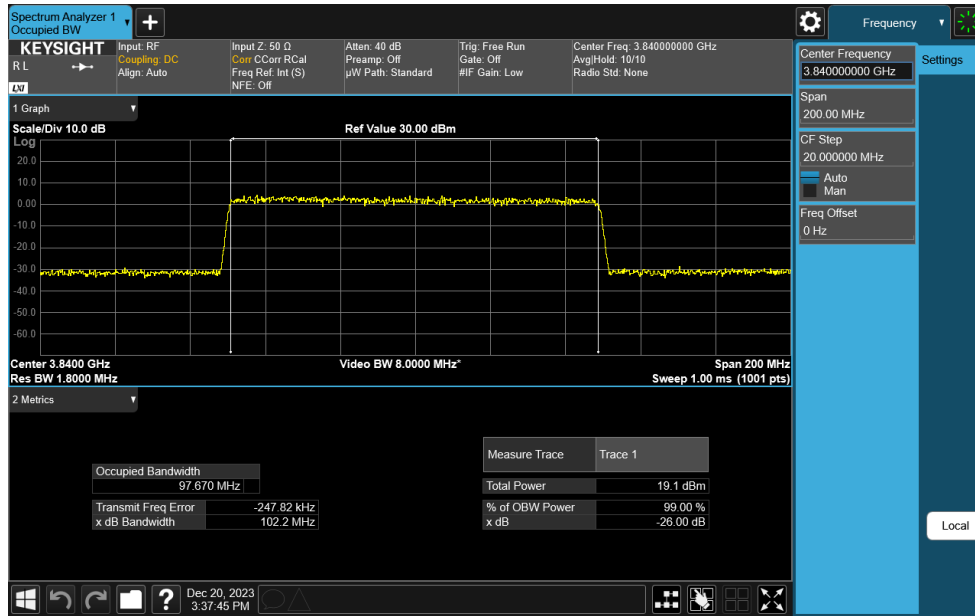 Spectrum Analyzer 1
Occupied BW
Frequency
KEYSIGHT
R L
LXI
Input: RF
Coupling: DC
Align: Auto
Input Z: 50 Ω
Corr CCorr RCal
Freq Ref: Int (S)
NFE: Off
Atten: 40 dB
Preamp: Off
µW Path: Standard
Trig: Free Run
Gate: Off
#IF Gain: Low
Center Freq: 3.840000000 GHz
Avg|Hold: 10/10
Radio Std: None
Center Frequency
3.840000000 GHz
Settings
Span
200.00 MHz
CF Step
20.000000 MHz
Auto
Man
Freq Offset
0 Hz
1 Graph
Scale/Div 10.0 dB
Ref Value 30.00 dBm
Log
20.0
10.0
0.00
-10.0
-20.0
-30.0
-40.0
-50.0
-60.0
Center 3.8400 GHz
Video BW 8.0000 MHz*
Span 200 MHz
Res BW 1.8000 MHz
Sweep 1.00 ms (1001 pts)
2 Metrics
Measure Trace
Trace 1
Occupied Bandwidth
97.670 MHz
Total Power
19.1 dBm
Transmit Freq Error
-247.82 kHz
% of OBW Power
99.00 %
x dB Bandwidth
102.2 MHz
x dB
-26.00 dB
Local
?
Dec 20, 2023
3:37:45 PM